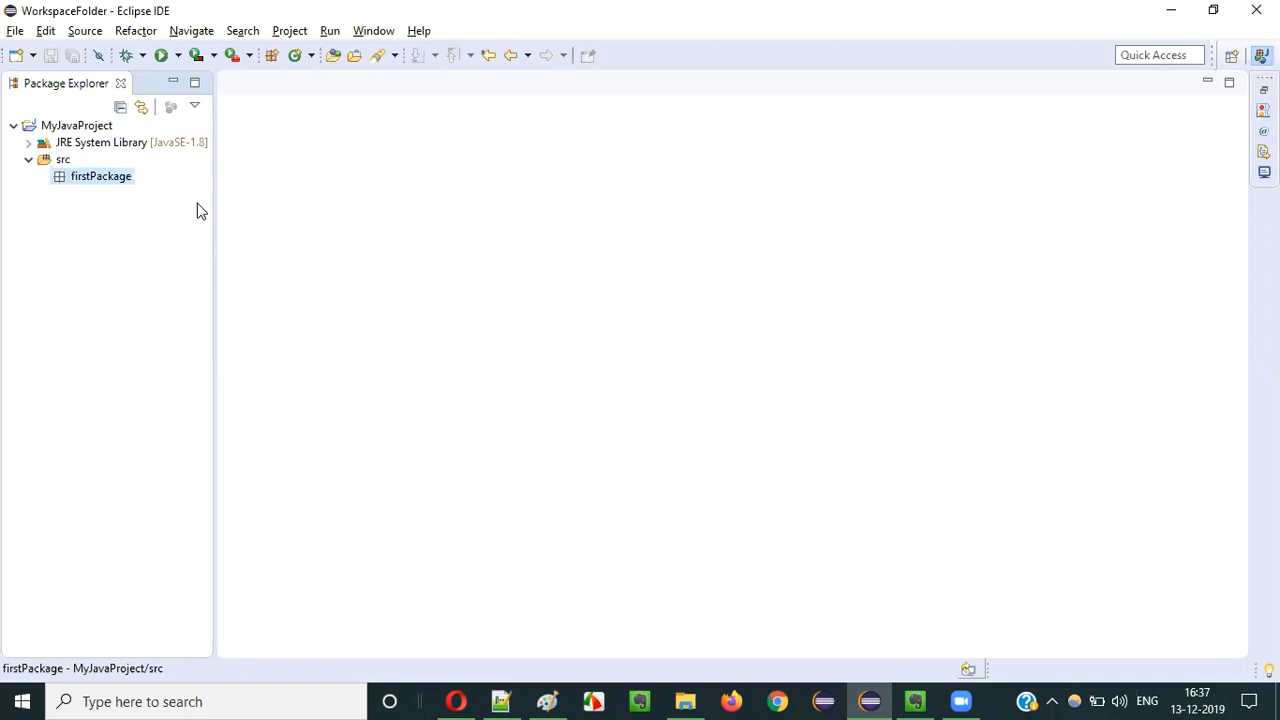 WorkspaceFolder - Eclipse IDE
File Edit Source Refactor Navigate Search Project Run Window Help
Quick Access
Package Explorer
MyJavaProject
JRE System Library [JavaSE-1.8]
src
firstPackage
firstPackage - MyJavaProject/src
Type here to search
ENG
16:37
13-12-2019